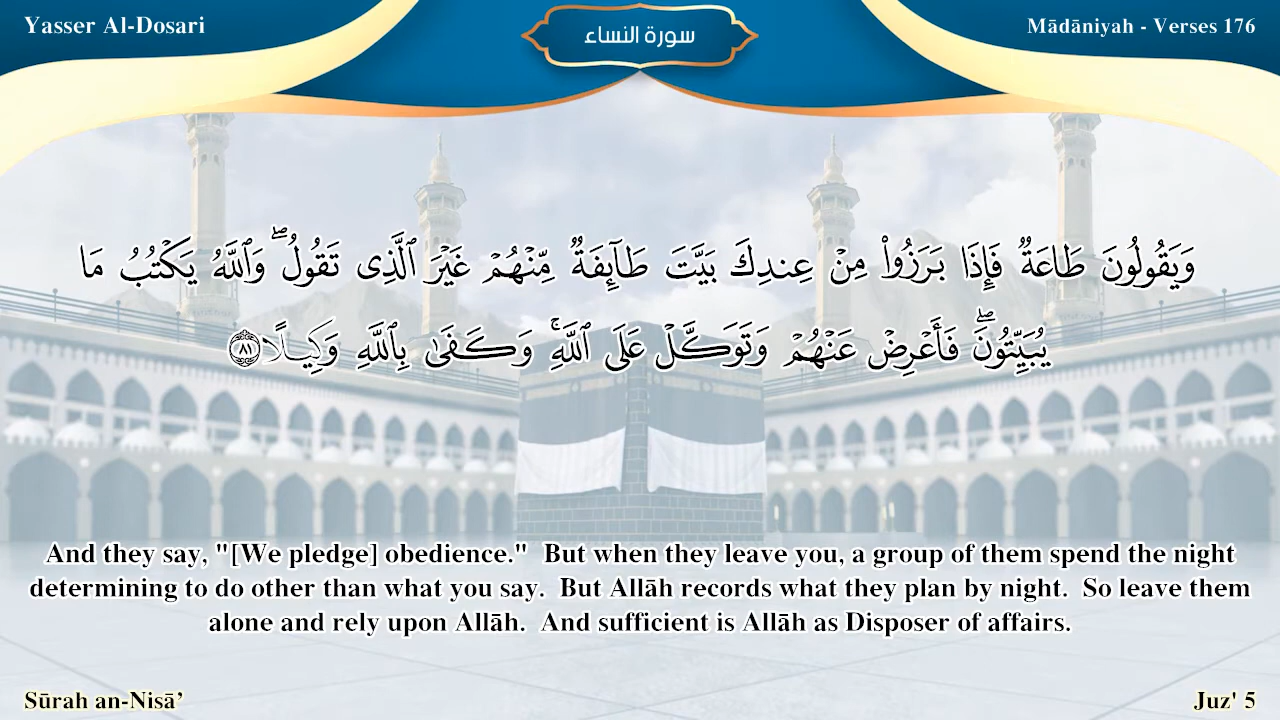 Yasser Al-Dosari
سورة النساء
Mādāniyah - Verses 176
وَيَقُولُونَ طَاعَةٌ فَإِذَا بَرَزُوا۟ مِنْ عِندِكَ بَيَّتَ طَآئِفَةٌ مِّنْهُمْ غَيْرَ ٱلَّذِى تَقُولُ ۖ وَٱللَّهُ يَكْتُبُ مَا
يُبَيِّتُونَ ۖ فَأَعْرِضْ عَنْهُمْ وَتَوَكَّلْ عَلَى ٱللَّهِ ۚ وَكَفَىٰ بِٱللَّهِ وَكِيلًا ٨١
And they say, "[We pledge] obedience." But when they leave you, a group of them spend the night
determining to do other than what you say. But Allāh records what they plan by night. So leave them
alone and rely upon Allāh. And sufficient is Allāh as Disposer of affairs.
Sūrah an-Nisā’
Juz' 5